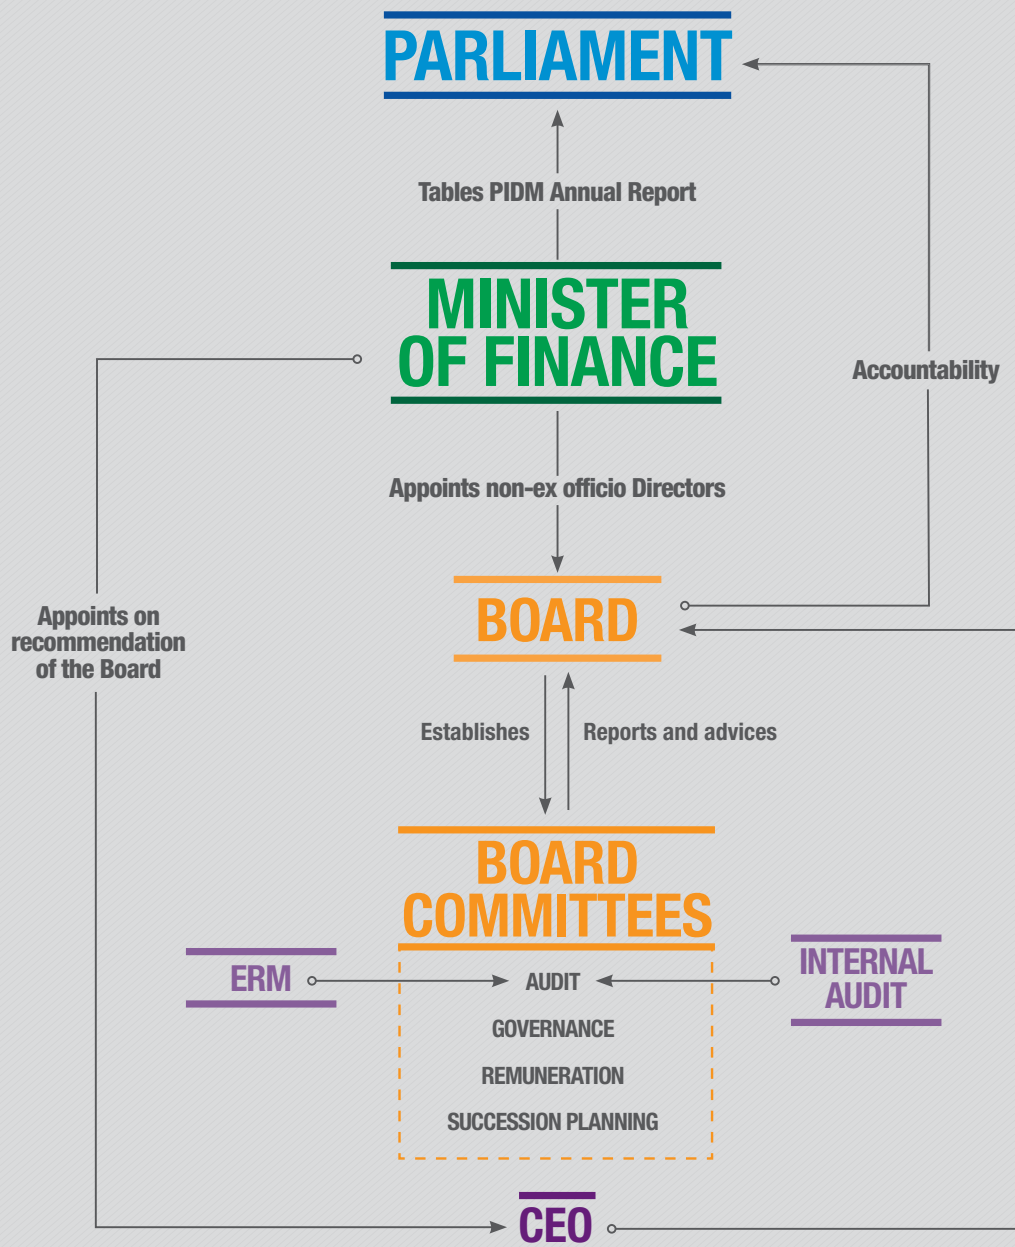 PARLIAMENT
Tables PIDM Annual Report
MINISTER
OF FINANCE
Accountability
Appoints non-ex officio Directors
BOARD
Appoints on
recommendation
of the Board
Establishes
Reports and advices
BOARD
COMMITTEES
ERM
AUDIT
INTERNAL
AUDIT
GOVERNANCE
REMUNERATION
SUCCESSION PLANNING
CEO